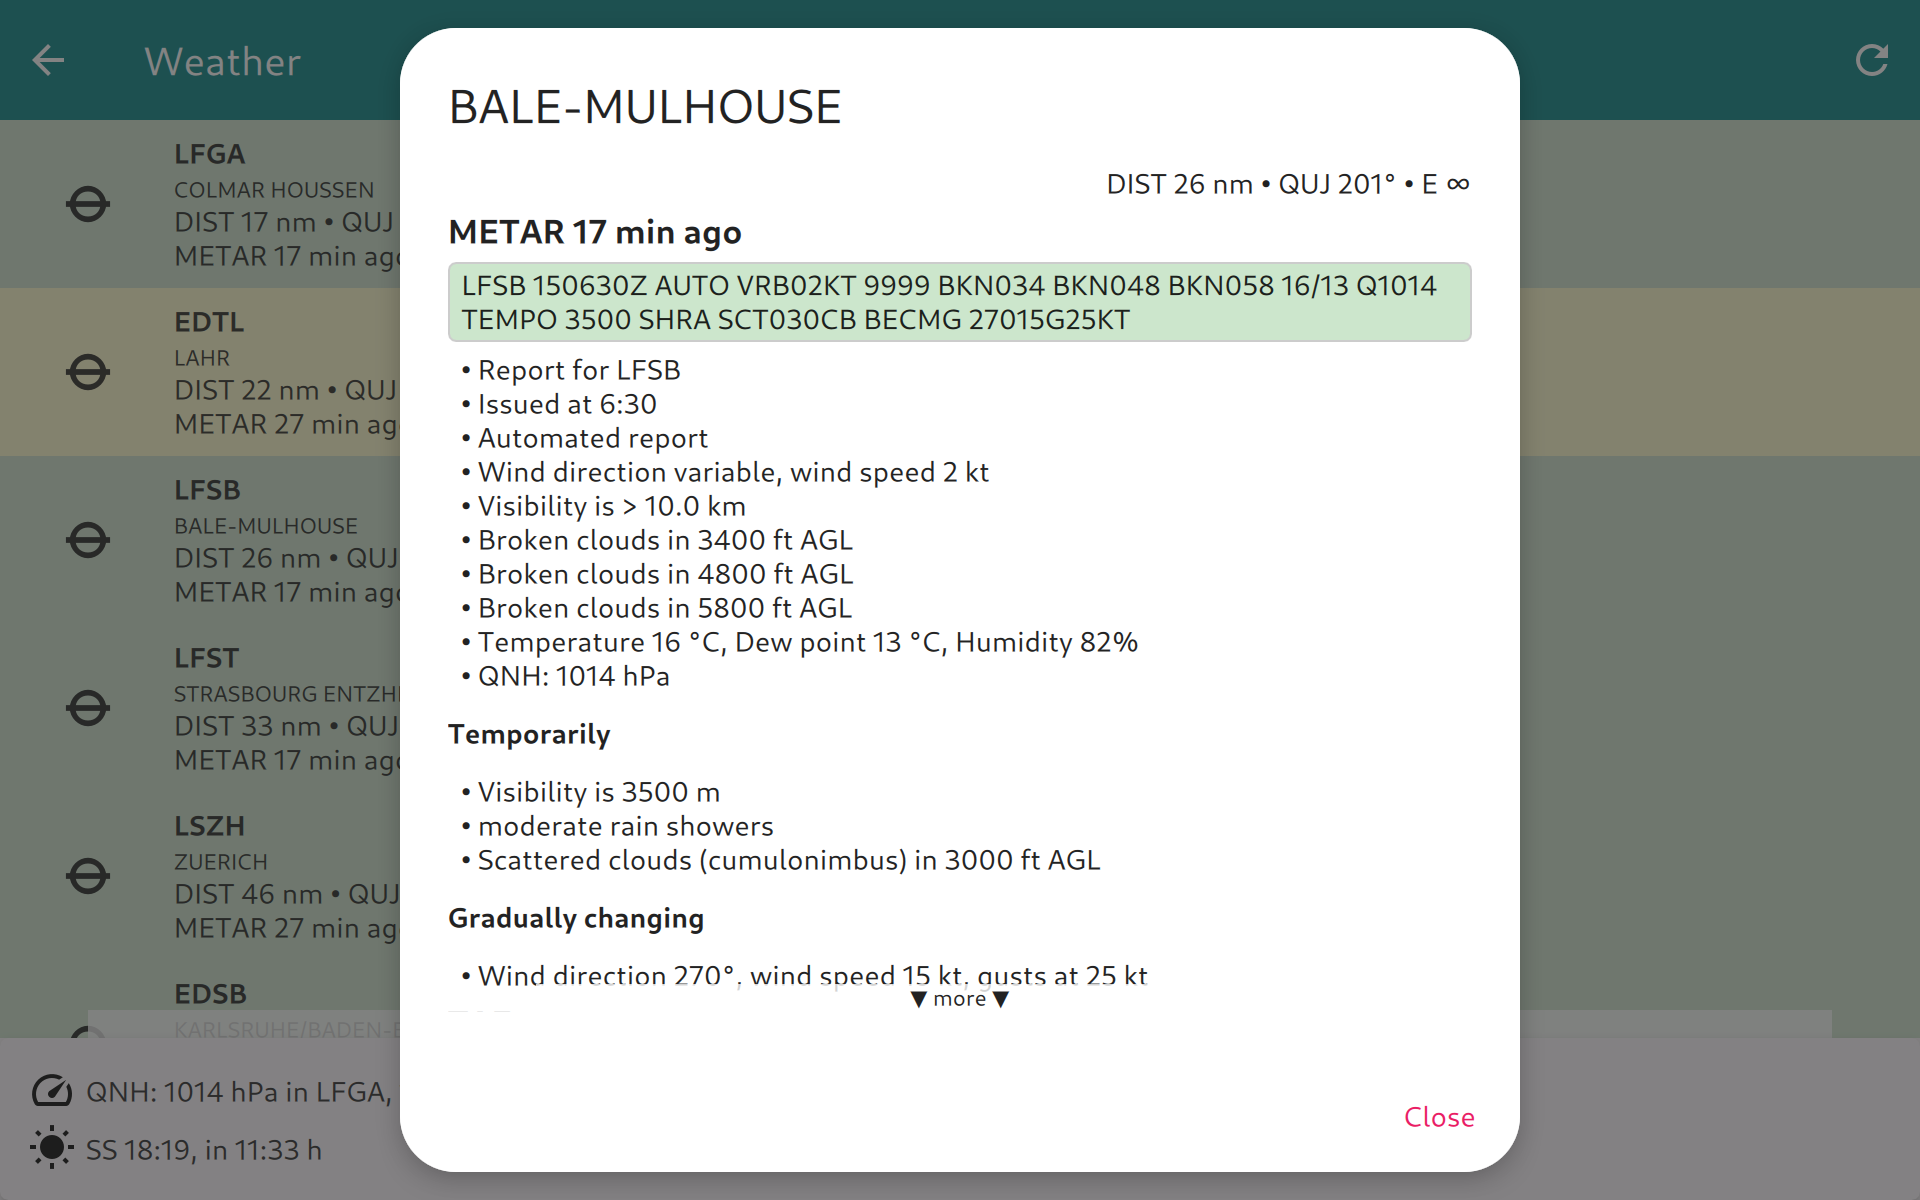 Weather
LFGA
COLMAR HOUSSEN
DIST 17 nm • QUJ
METAR 17 min ago
EDTL
LAHR
DIST 22 nm • QUJ
METAR 27 min ag
LFSB
BALE-MULHOUSE
DIST 26 nm • QUJ
METAR 17 min ago
LFST
STRASBOURG ENTZH
DIST 33 nm • QUJ
METAR 17 min ago
LSZH
ZUERICH
DIST 46 nm • QUJ
METAR 27 min ag
EDSB
KARLSRUHE/BADEN-
QNH: 1014 hPa in LFGA,
SS 18:19, in 11:33 h
BALE-MULHOUSE
DIST 26 nm • QUJ 201° • E ∞
METAR 17 min ago
LFSB 150630Z AUTO VRB02KT 9999 BKN034 BKN048 BKN058 16/13 Q1014
TEMPO 3500 SHRA SCT030CB BECMG 27015G25KT
• Report for LFSB
• Issued at 6:30
• Automated report
• Wind direction variable, wind speed 2 kt
• Visibility is > 10.0 km
• Broken clouds in 3400 ft AGL
• Broken clouds in 4800 ft AGL
• Broken clouds in 5800 ft AGL
• Temperature 16 °C, Dew point 13 °C, Humidity 82%
• QNH: 1014 hPa
Temporarily
• Visibility is 3500 m
• moderate rain showers
• Scattered clouds (cumulonimbus) in 3000 ft AGL
Gradually changing
• Wind direction 270°, wind speed 15 kt, gusts at 25 kt
▼ more ▼
Close